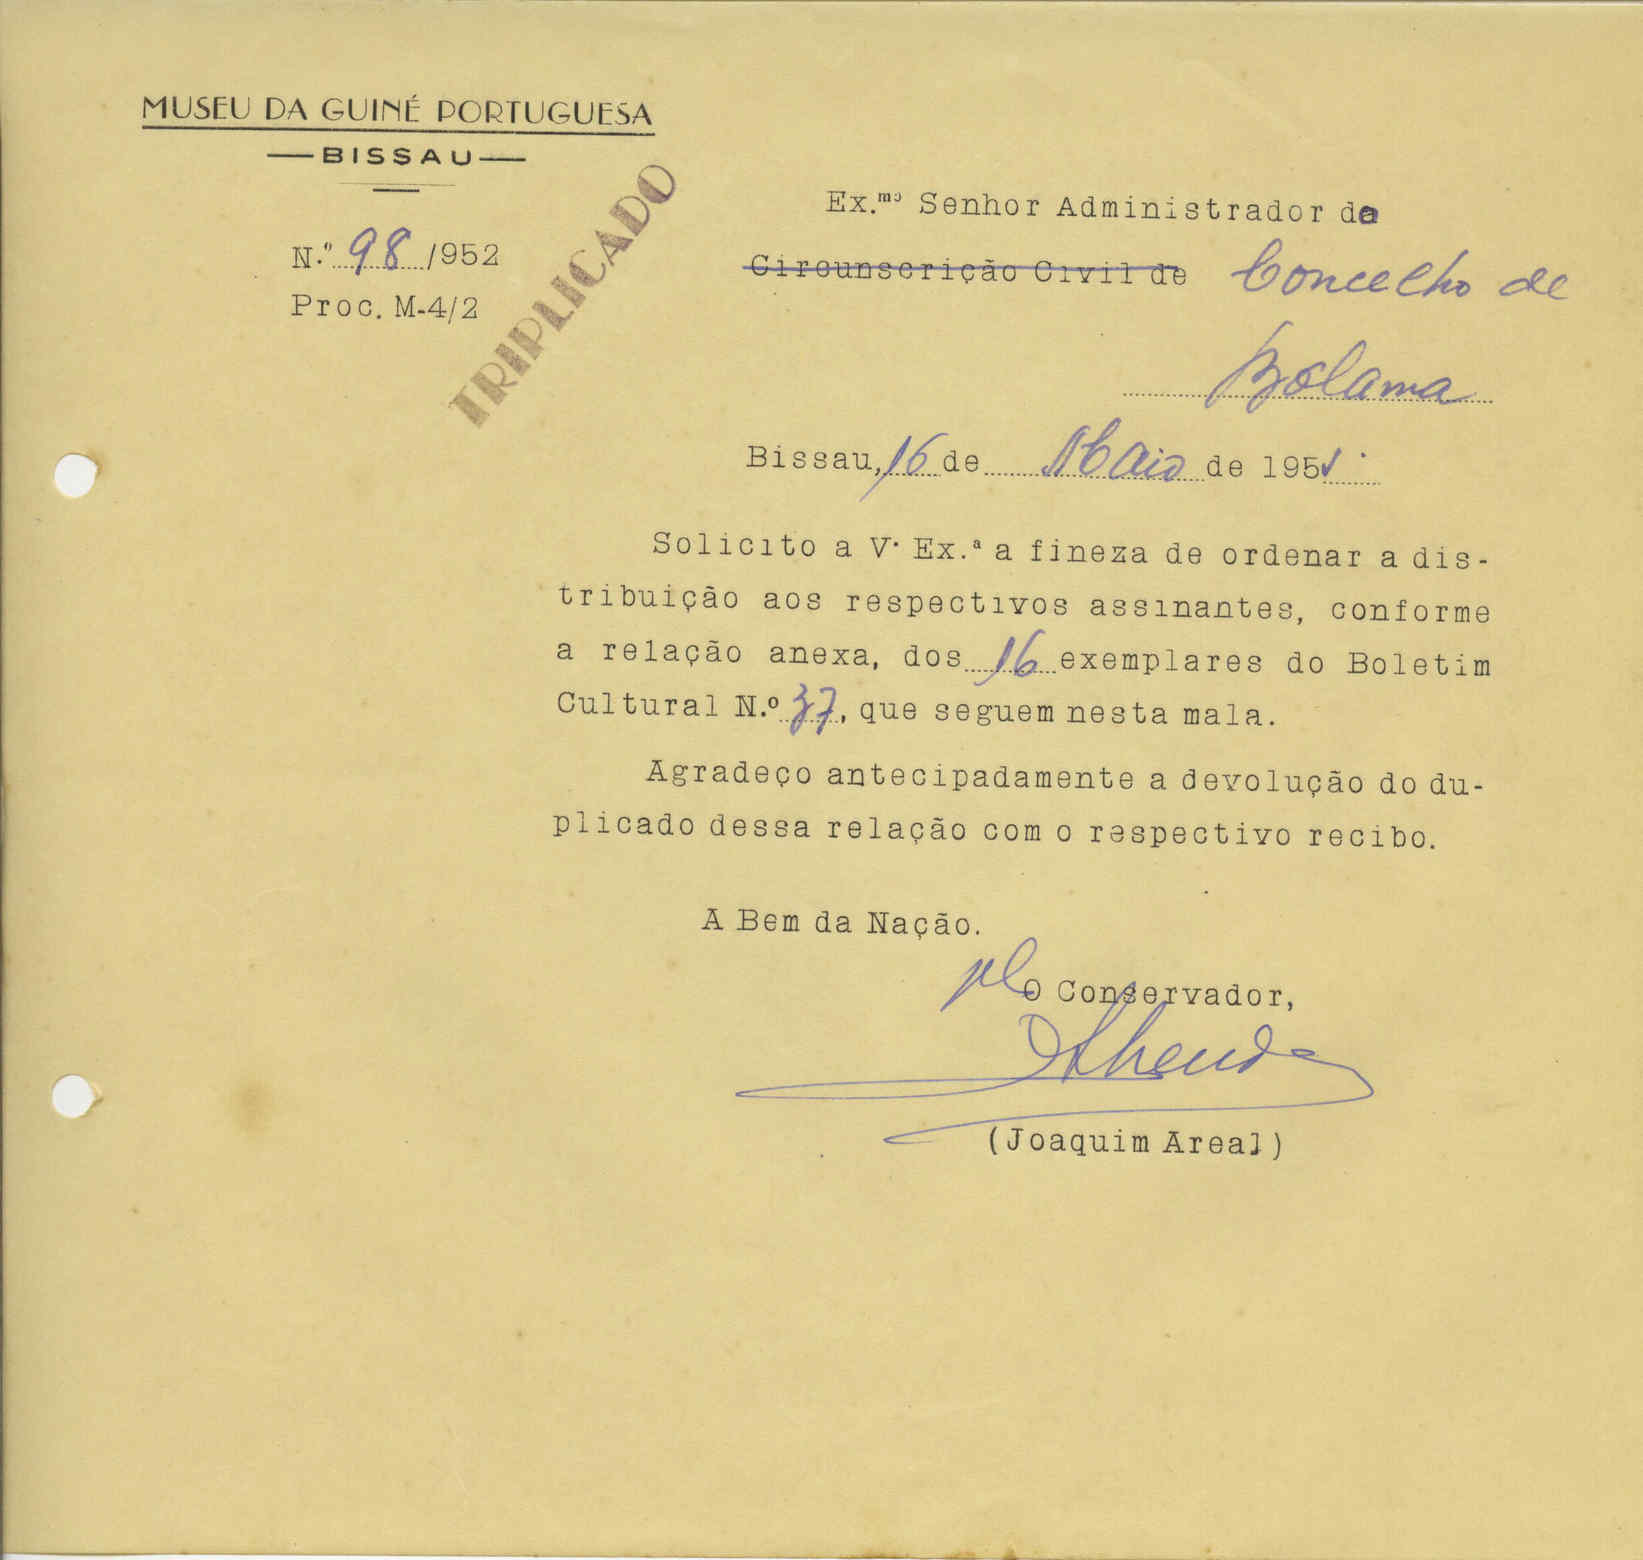 MUSEU DA GUINÉ PORTUGUESA
BISSAU
TRIPLICADO
N.º 98 /952
Proc. M-4/2
Ex.mo Senhor Administrador do
Circunscrição Civil de Concelho de
Bolama
Bissau, 16 de Maio de 195
Solicito a V. Ex.ª a fineza de ordenar a dis-
tribuição aos respectivos assinantes, conforme
a relação anexa, dos 16 exemplares do Boletim
Cultural N.º 37, que seguem nesta mala.
Agradeço antecipadamente a devolução do du-
plicado dessa relação com o respectivo recibo.
A Bem da Nação.
pl O Conservador,
(Joaquim Areal)